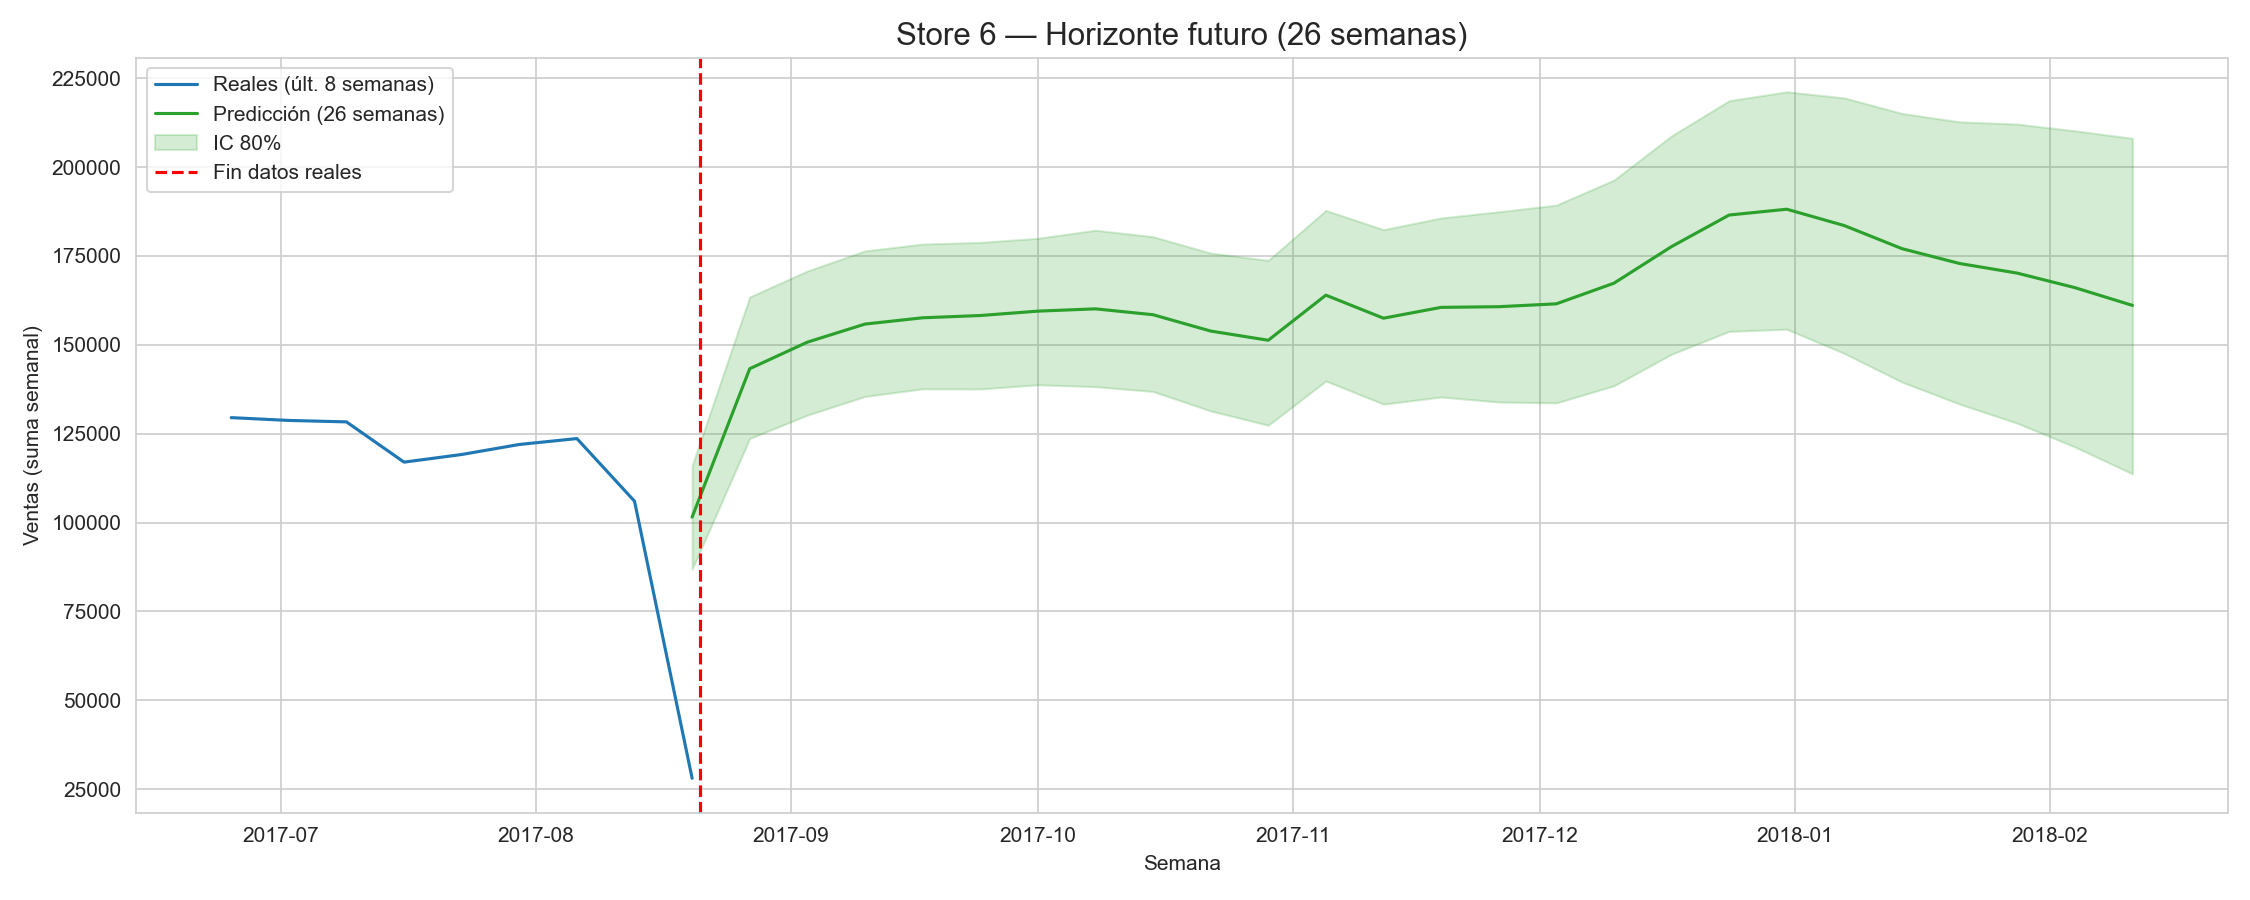 Store 6 — Horizonte futuro (26 semanas)
Reales (últ. 8 semanas)
Predicción (26 semanas)
IC 80%
Fin datos reales
Ventas (suma semanal)
225000
200000
175000
150000
125000
100000
75000
50000
25000
2017-07
2017-08
2017-09
2017-10
2017-11
2017-12
2018-01
2018-02
Semana